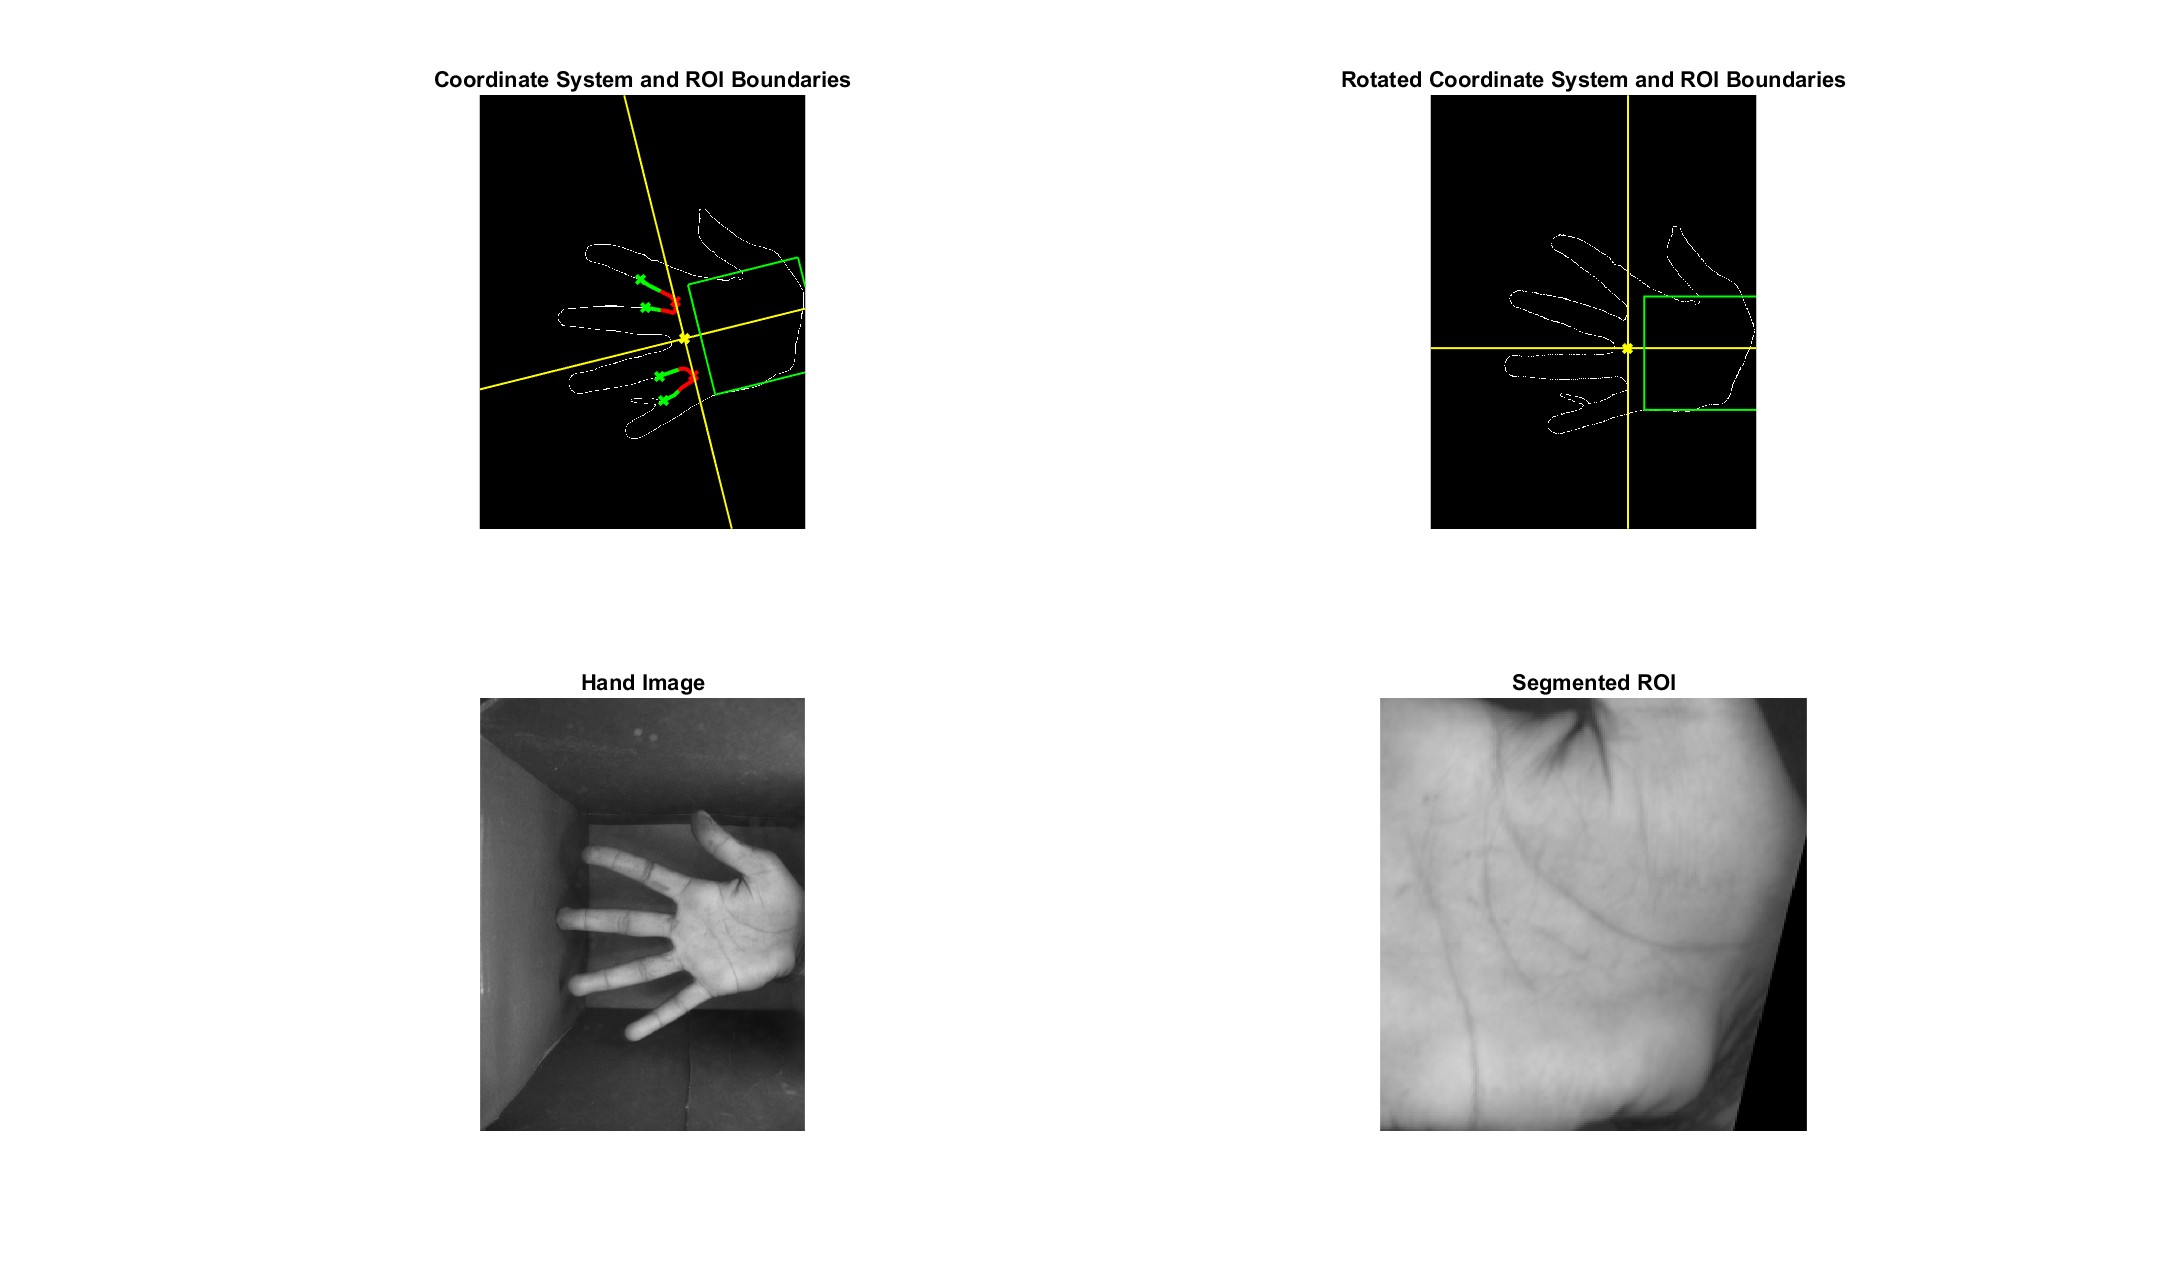 Coordinate System and ROI Boundaries
Rotated Coordinate System and ROI Boundaries
Hand Image
Segmented ROI